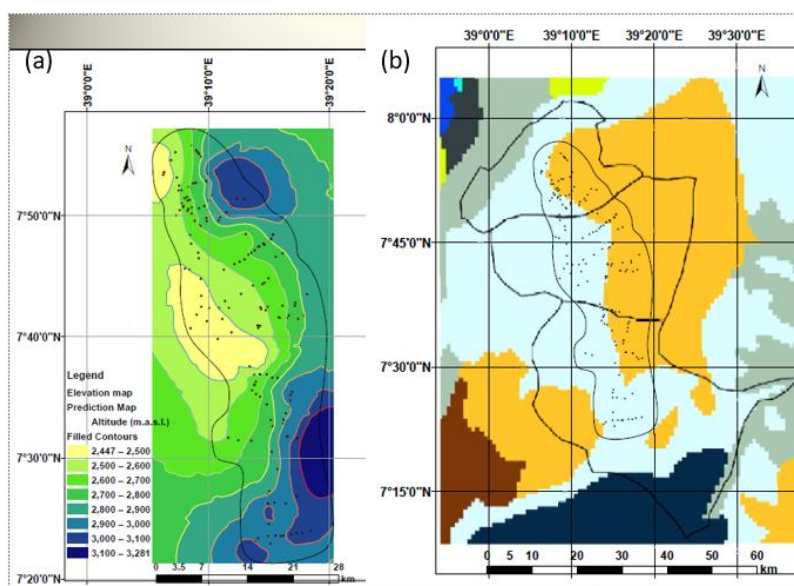 (a)
39°0'0"E 39°10'0"E 39°20'0"E
N
7°50'0"N
7°40'0"N
7°30'0"N
7°20'0"N
Legend
Elevation map
Prediction Map
Altitude (m.a.s.l.)
Filled Contours
2,447 – 2,500
2,500 – 2,600
2,600 – 2,700
2,700 – 2,800
2,800 – 2,900
2,900 – 3,000
3,000 – 3,100
3,100 – 3,281
0 3.5 7 14 21 28
km
(b)
39°0'0"E 39°10'0"E 39°20'0"E 39°30'0"E
N
8°0'0"N
7°45'0"N
7°30'0"N
7°15'0"N
0 5 10 20 30 40 50 60
km